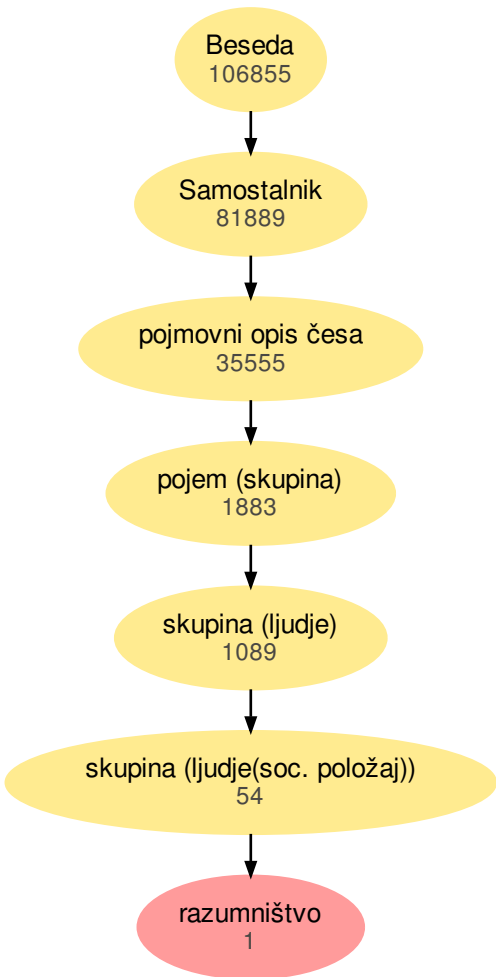 Beseda
106855
Samostalnik
81889
pojmovni opis česa
35555
pojem (skupina)
1883
skupina (ljudje)
1089
skupina (ljudje(soc. položaj))
54
razumništvo
1